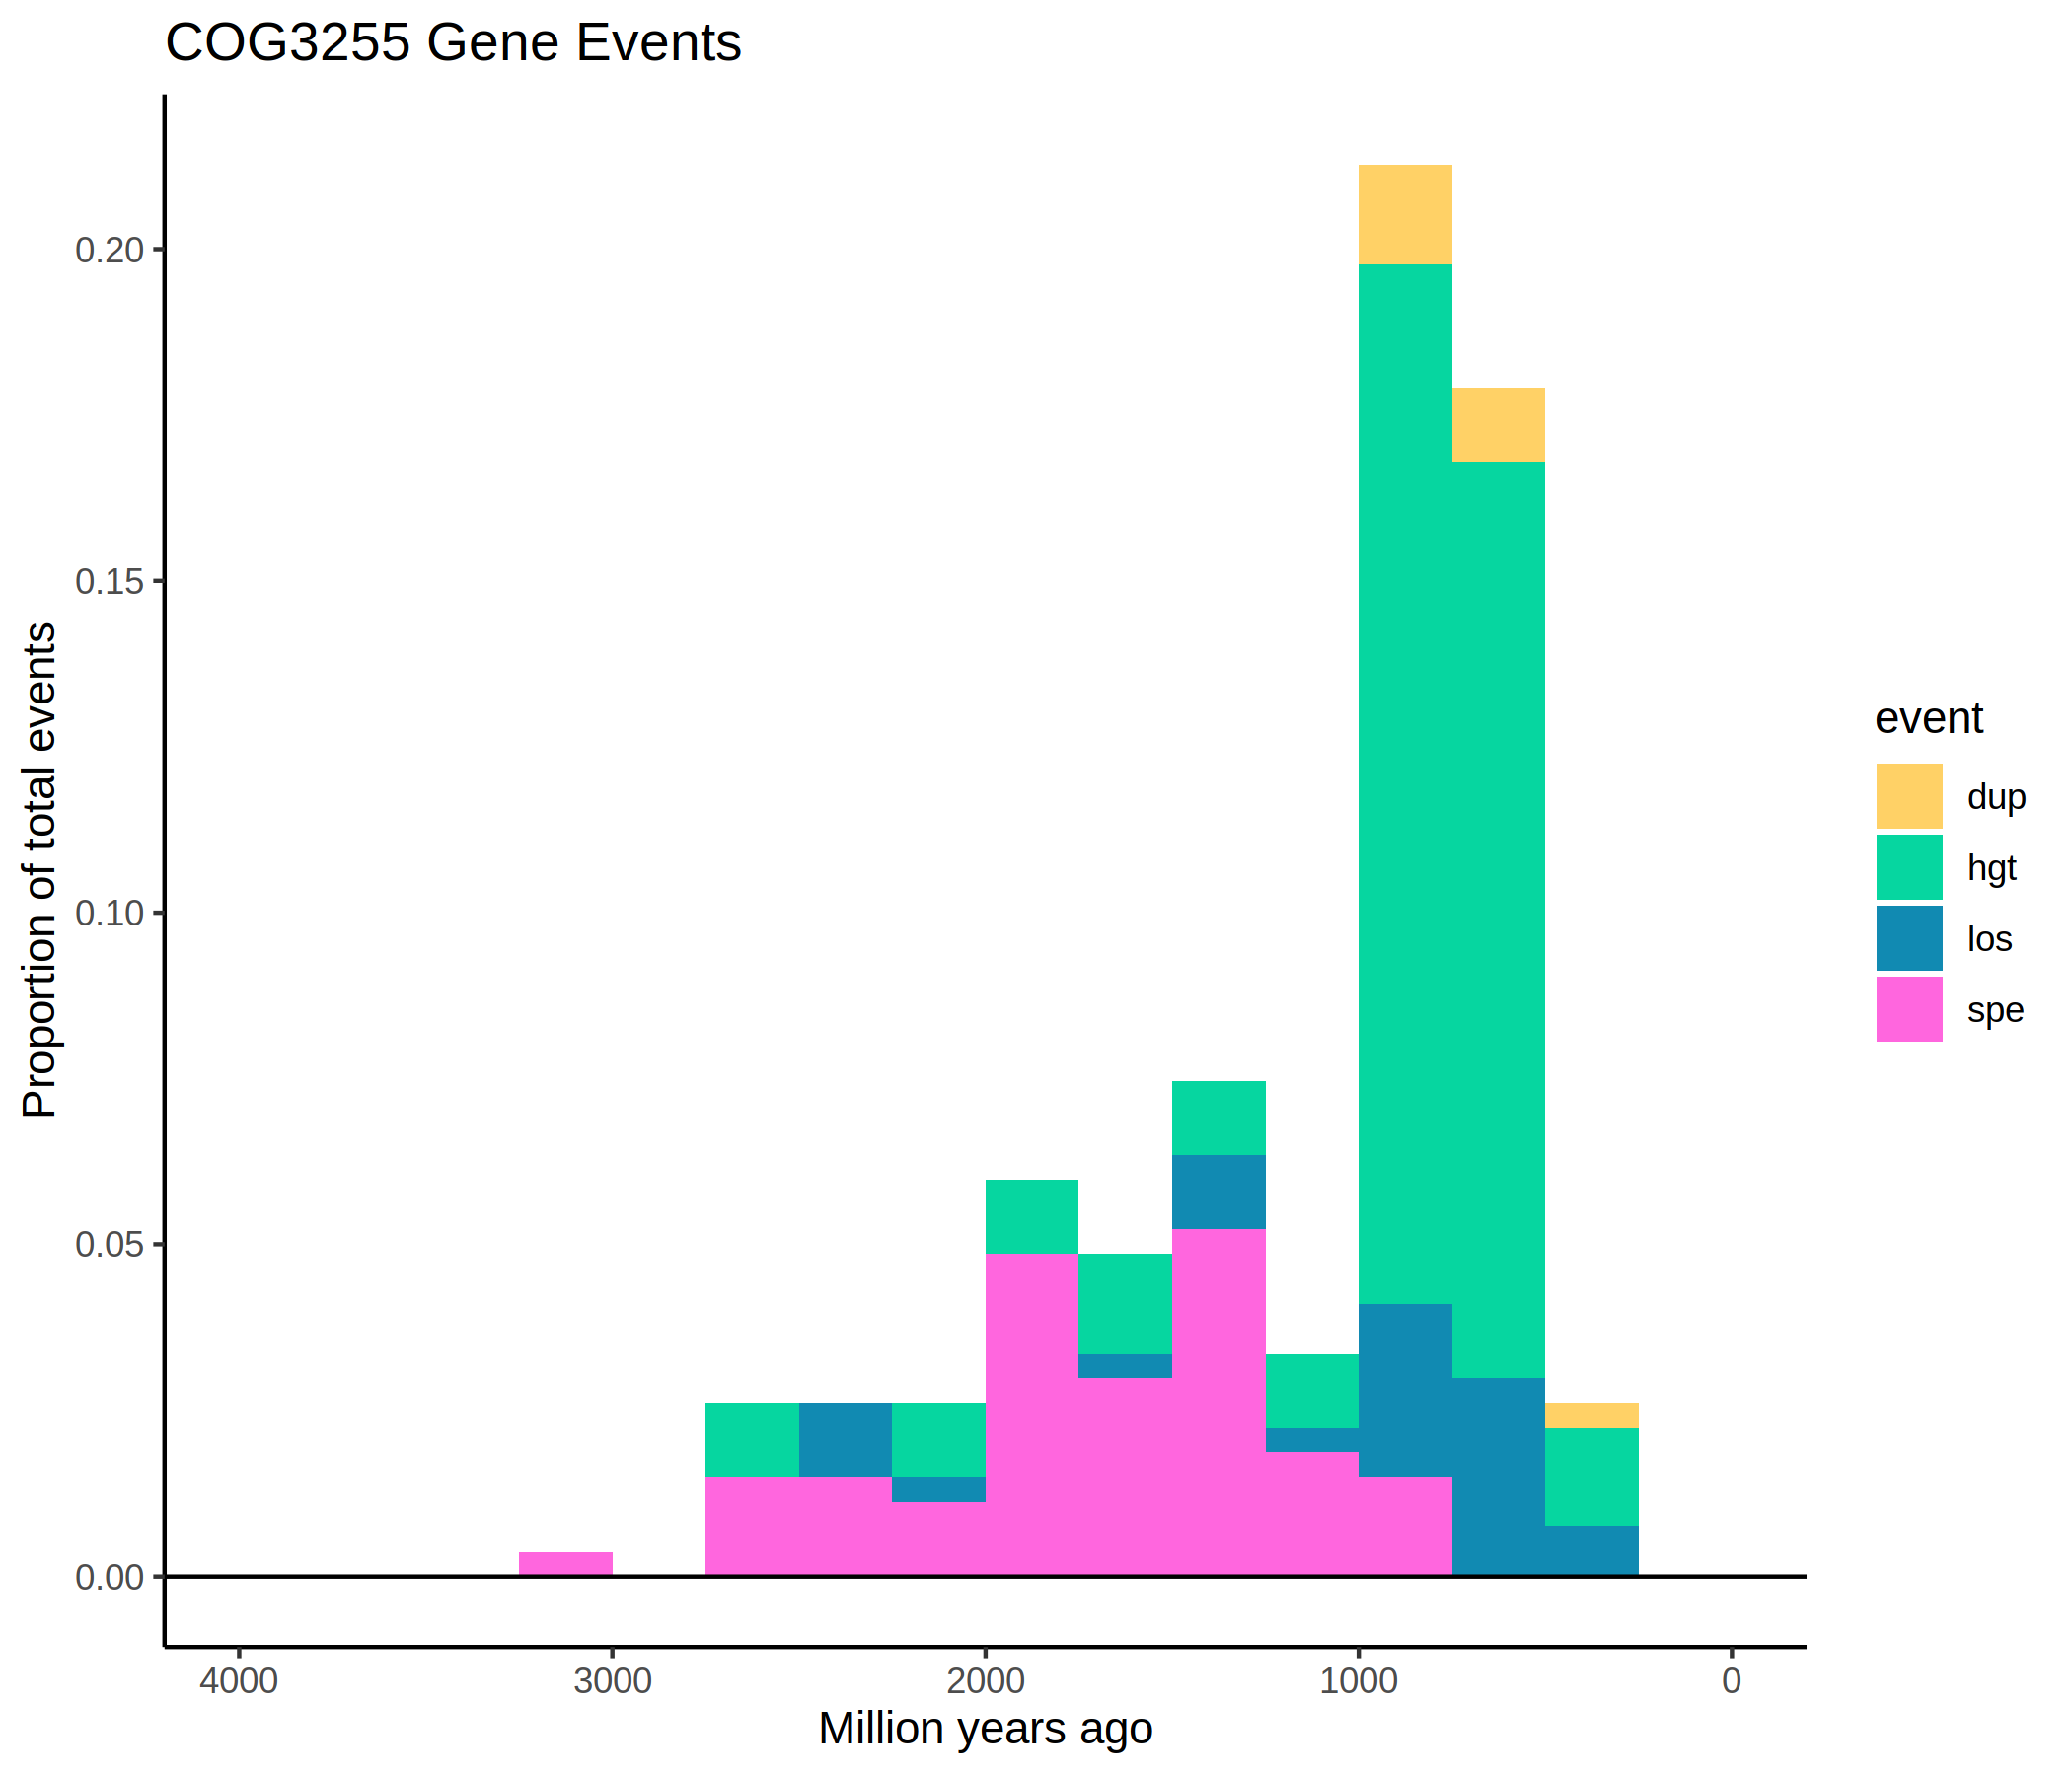 COG3255 Gene Events
Proportion of total events
0.20
0.15
0.10
0.05
0.00
4000 3000 2000 1000 0
Million years ago
event
dup
hgt
los
spe